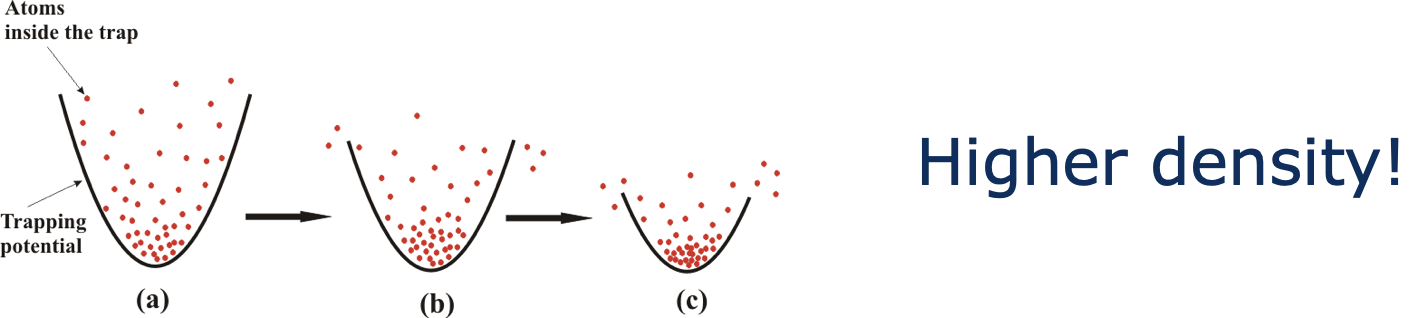 Atoms
inside the trap
Trapping
potential
(a)
(b)
(c)
Higher density!